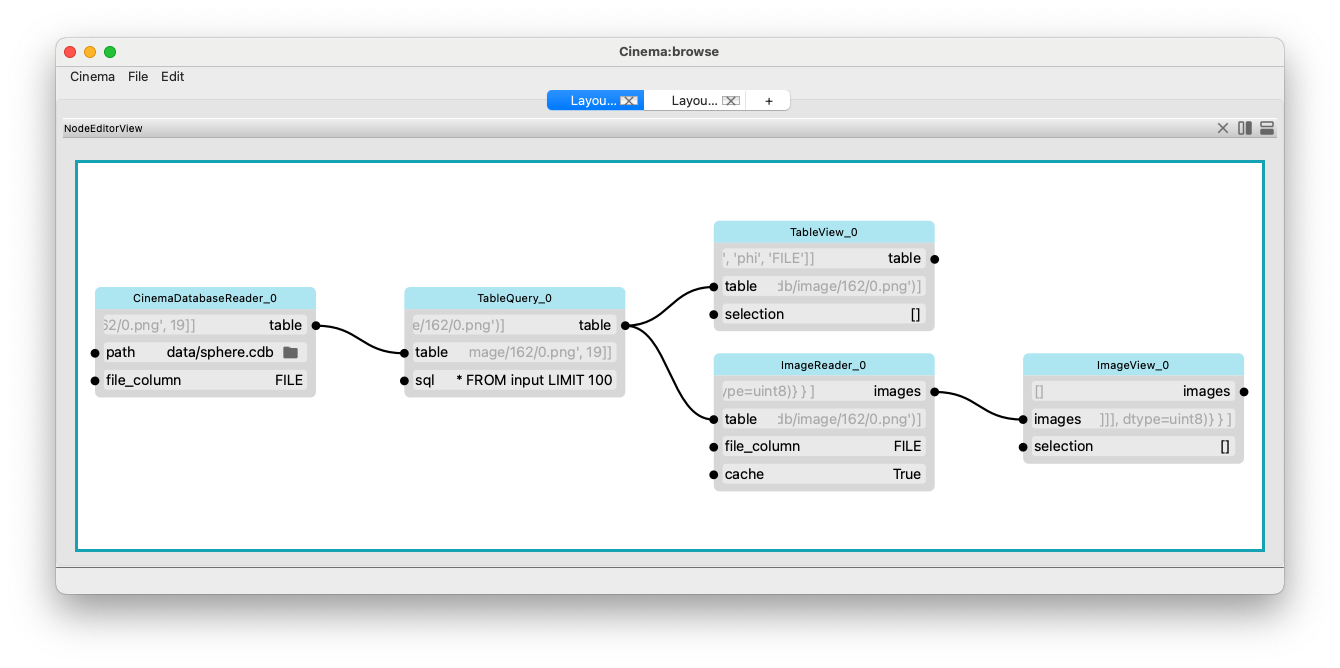 Cinema:browse
Cinema File Edit
Layou... Layou... +
NodeEditorView
CinemaDatabaseReader_0
62/0.png', 19]] table
path data/sphere.cdb
file_column FILE
TableQuery_0
e/162/0.png')] table
table mage/162/0.png', 19]]
sql * FROM input LIMIT 100
TableView_0
', 'phi', 'FILE']] table
table db/image/162/0.png')]
selection []
ImageReader_0
ype=uint8)} } ] images
table db/image/162/0.png')]
file_column FILE
cache True
ImageView_0
[] images
images ]]], dtype=uint8)} } ]
selection []